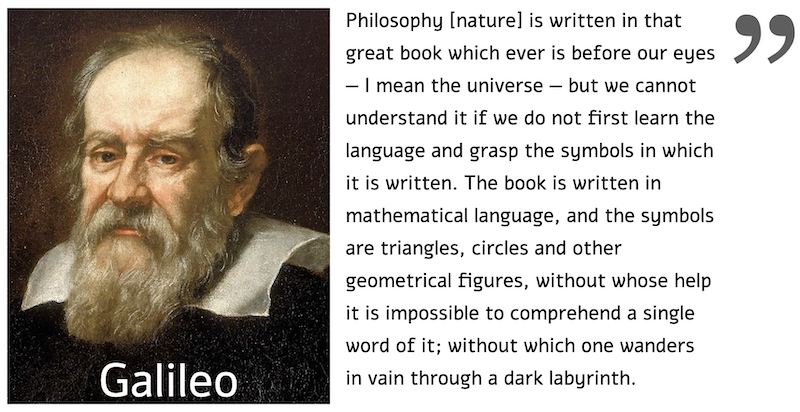 Philosophy [nature] is written in that
great book which ever is before our eyes
— I mean the universe — but we cannot
understand it if we do not first learn the
language and grasp the symbols in which
it is written. The book is written in
mathematical language, and the symbols
are triangles, circles and other
geometrical figures, without whose help
it is impossible to comprehend a single
word of it; without which one wanders
in vain through a dark labyrinth.
”
Galileo